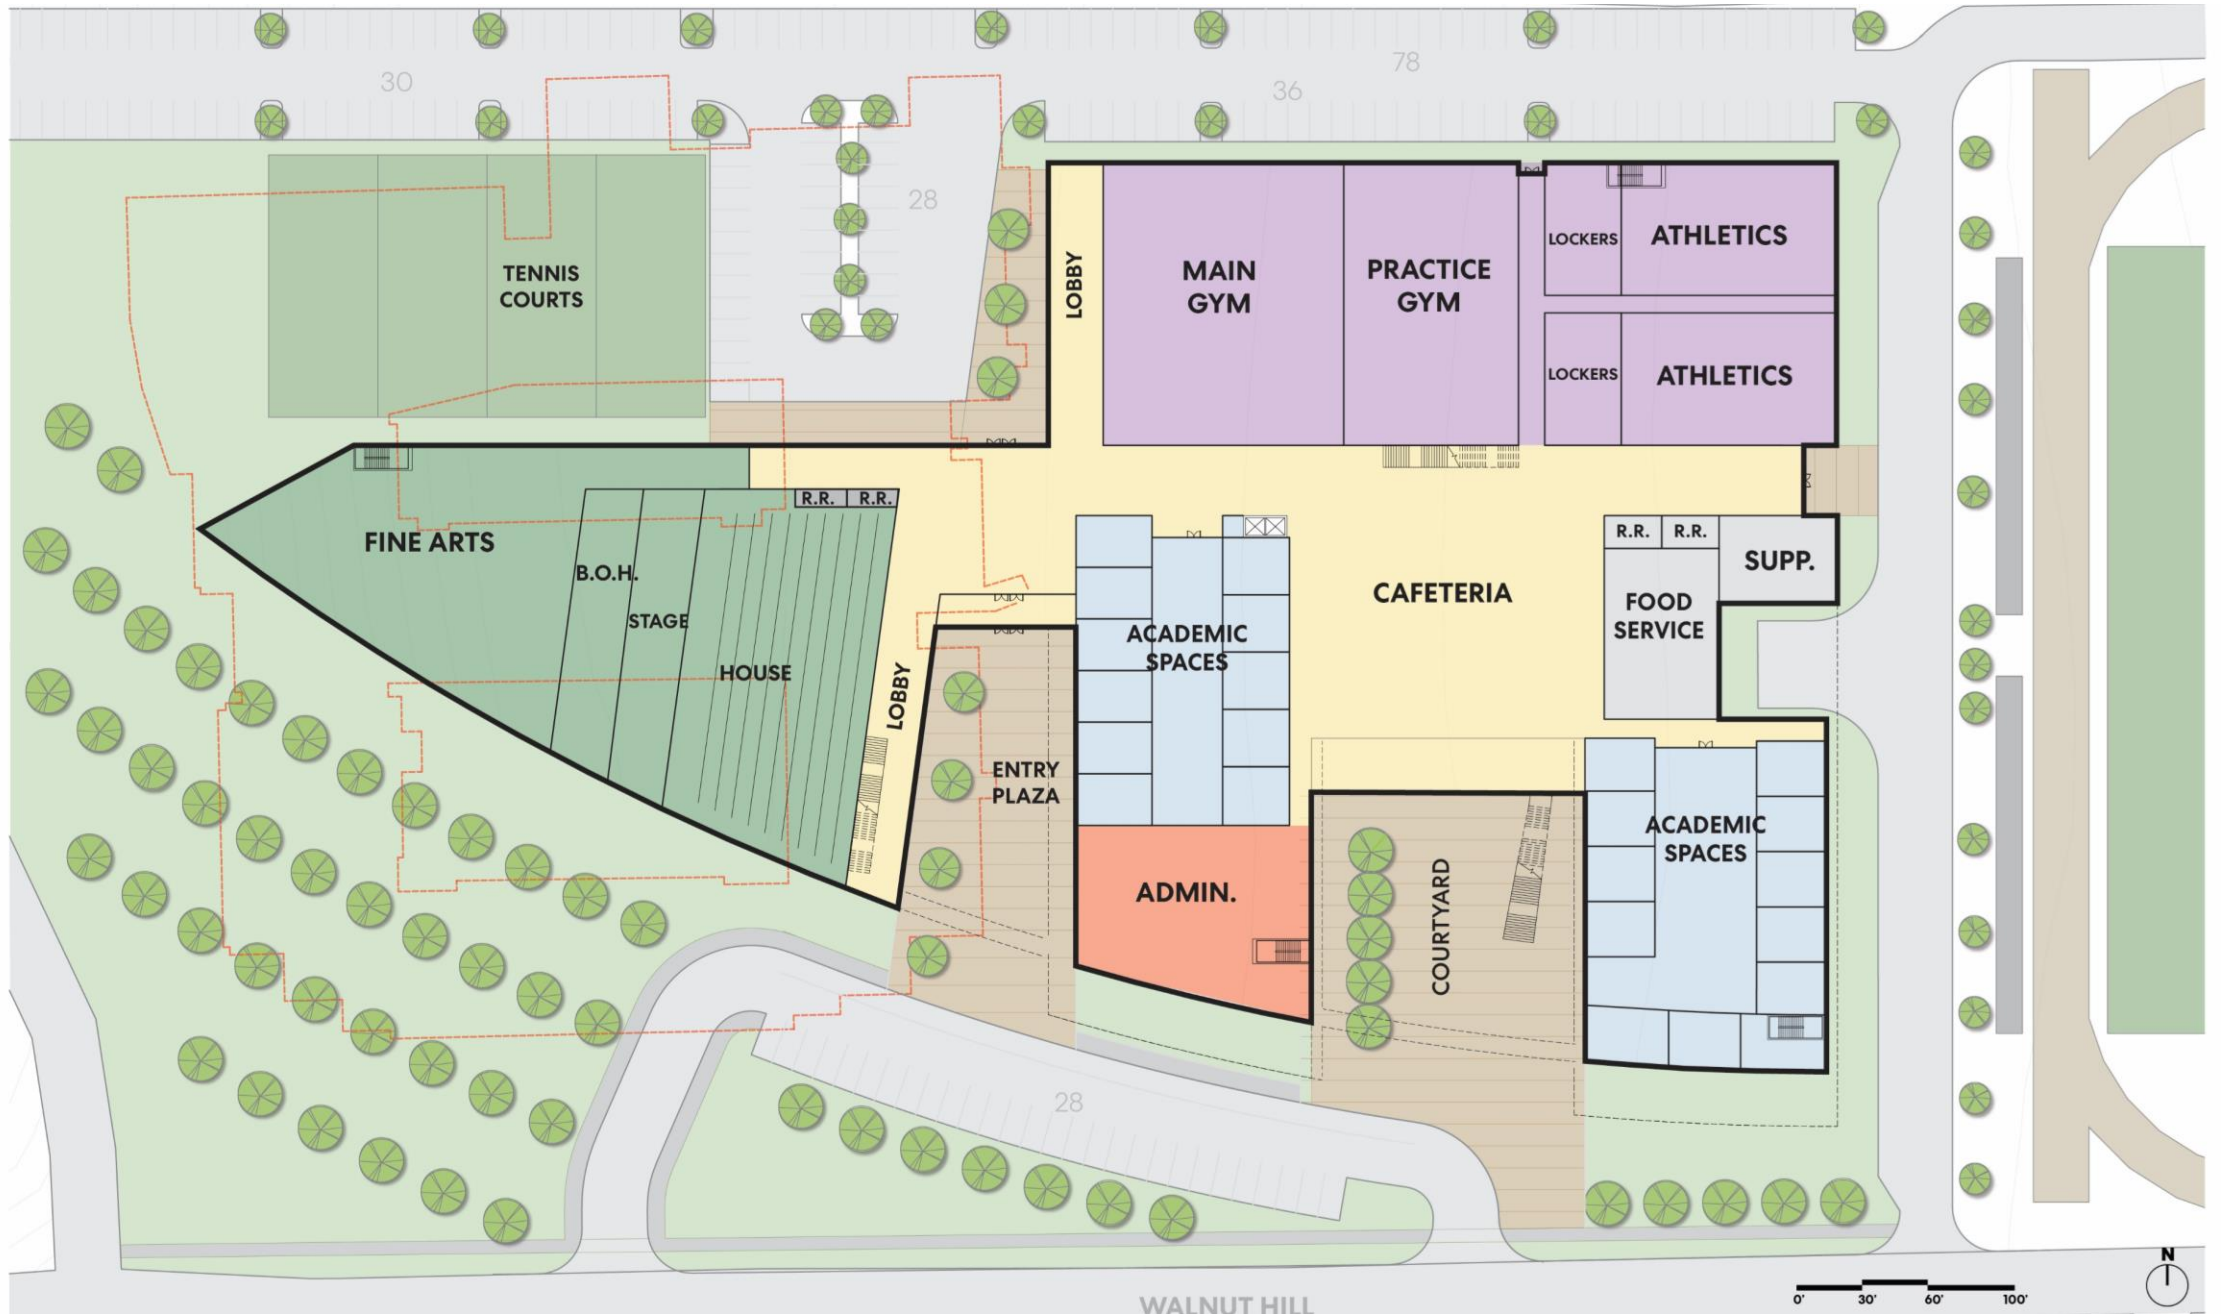 30
78
36
28
TENNIS
COURTS
LOBBY
MAIN
GYM
PRACTICE
GYM
LOCKERS
ATHLETICS
LOCKERS
ATHLETICS
R.R.
R.R.
FINE ARTS
B.O.H.
STAGE
HOUSE
LOBBY
ENTRY
PLAZA
ACADEMIC
SPACES
CAFETERIA
R.R.
R.R.
SUPP.
FOOD
SERVICE
ADMIN.
COURTYARD
ACADEMIC
SPACES
28
WALNUT HILL
0' 30' 60' 100'
N